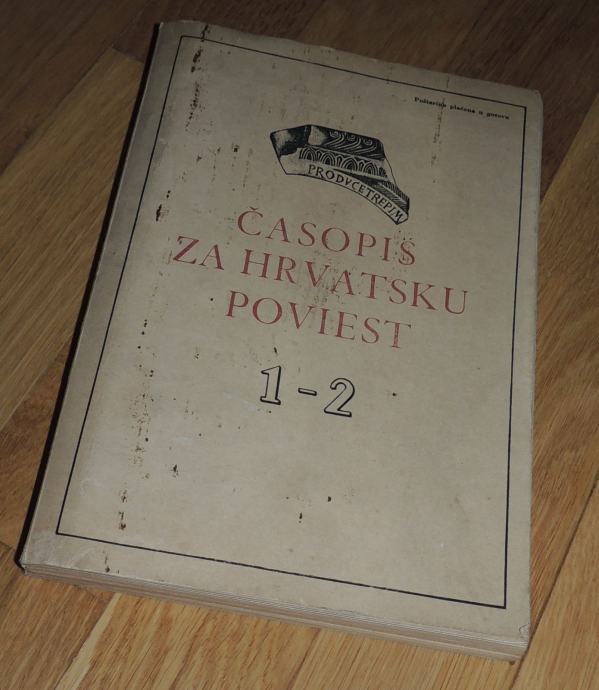 Poštarina plaćena u gotovu
PRODVCETREPIM
ČASOPIS
ZA HRVATSKU
POVIEST
1-2